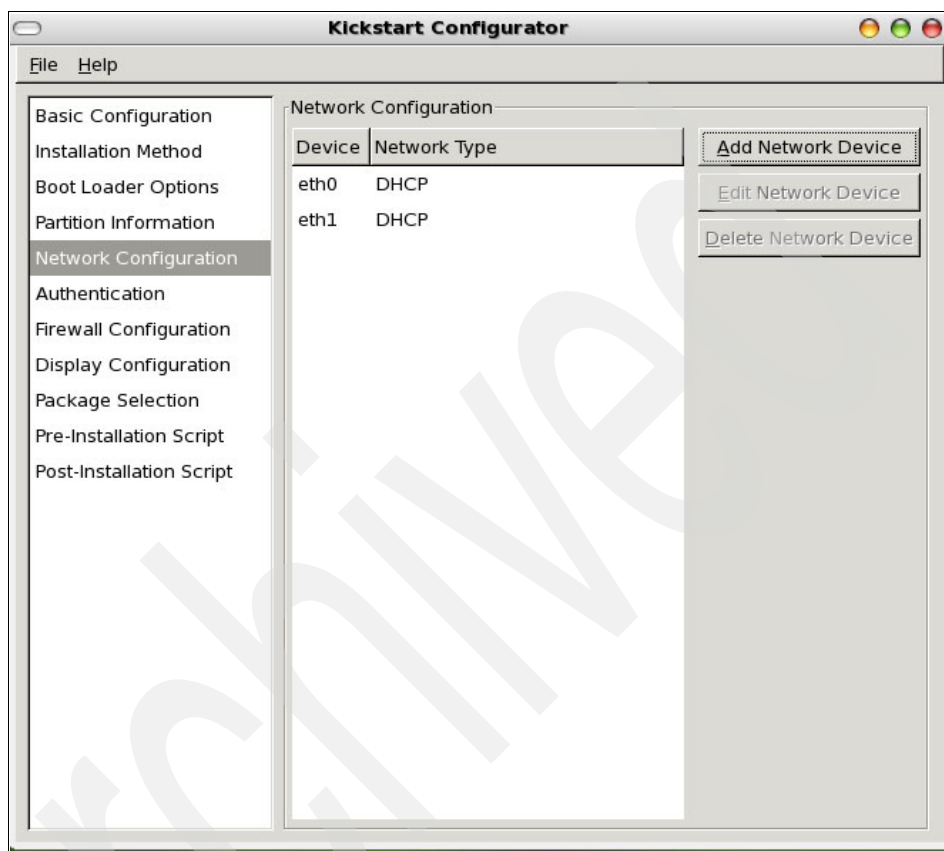 Kickstart Configurator
File Help
Basic Configuration
Installation Method
Boot Loader Options
Partition Information
Network Configuration
Authentication
Firewall Configuration
Display Configuration
Package Selection
Pre-Installation Script
Post-Installation Script
Network Configuration
Device Network Type
eth0 DHCP
eth1 DHCP
Add Network Device
Edit Network Device
Delete Network Device